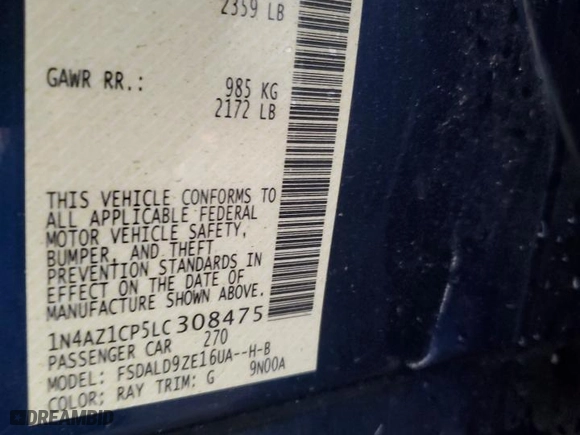 2359 LB
GAWR RR.: 985 KG
2172 LB
THIS VEHICLE CONFORMS TO
ALL APPLICABLE FEDERAL
MOTOR VEHICLE SAFETY,
BUMPER, AND THEFT
PREVENTION STANDARDS IN
EFFECT ON THE DATE OF
MANUFACTURE SHOWN ABOVE.
1N4AZ1CP5LC308475
PASSENGER CAR 270
MODEL: FSDALD9ZE16UA--H-B
COLOR; RAY TRIM: G 9N00A
DREAMBID